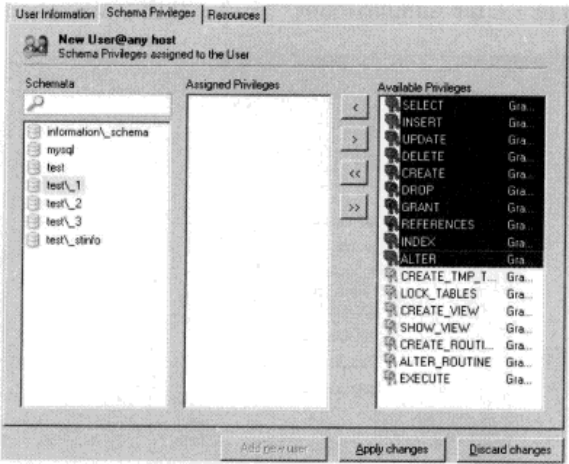 User Information Schema Privileges Resources
New User@any host
Schema Privileges assigned to the User
Schemata
Assigned Privileges
Available Privileges
information\_schema
mysql
test
test\_1
test\_2
test\_3
test\_stinfo
<
>
<<
>>
SELECT Gra...
INSERT Gra...
UPDATE Gra...
DELETE Gra...
CREATE Gra...
DROP Gra...
GRANT Gra...
REFERENCES Gra...
INDEX Gra...
ALTER Gra...
CREATE_TMP_T... Gra...
LOCK_TABLES Gra...
CREATE_VIEW Gra...
SHOW_VIEW Gra...
CREATE_ROUTI... Gra...
ALTER_ROUTINE Gra...
EXECUTE Gra...
Add new user Apply changes Discard changes